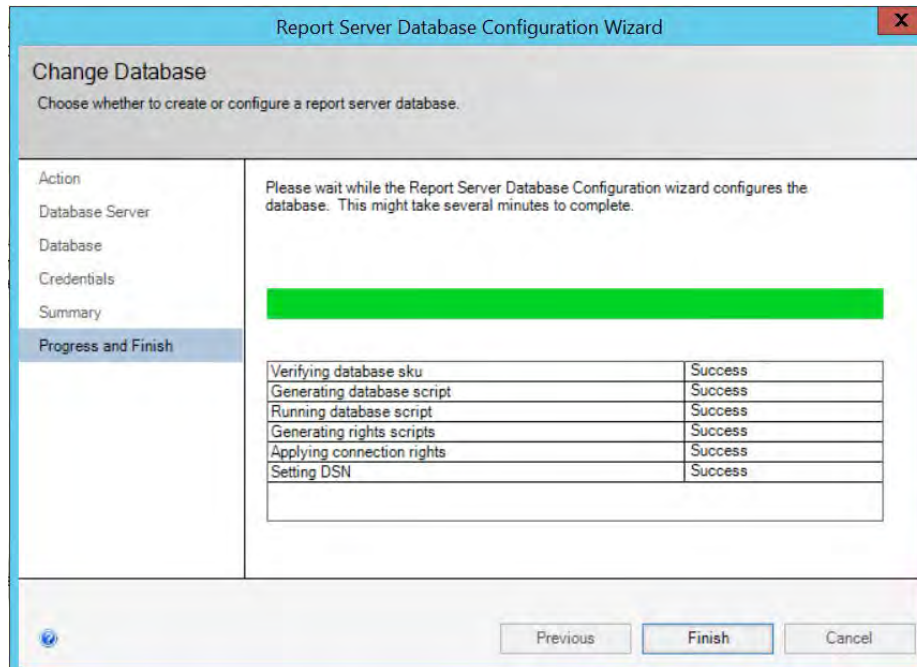 Report Server Database Configuration Wizard
X
Change Database
Choose whether to create or configure a report server database.
Action
Database Server
Database
Credentials
Summary
Progress and Finish
Please wait while the Report Server Database Configuration wizard configures the
database. This might take several minutes to complete.
Verifying database sku Success
Generating database script Success
Running database script Success
Generating rights scripts Success
Applying connection rights Success
Setting DSN Success
?
Previous Finish Cancel